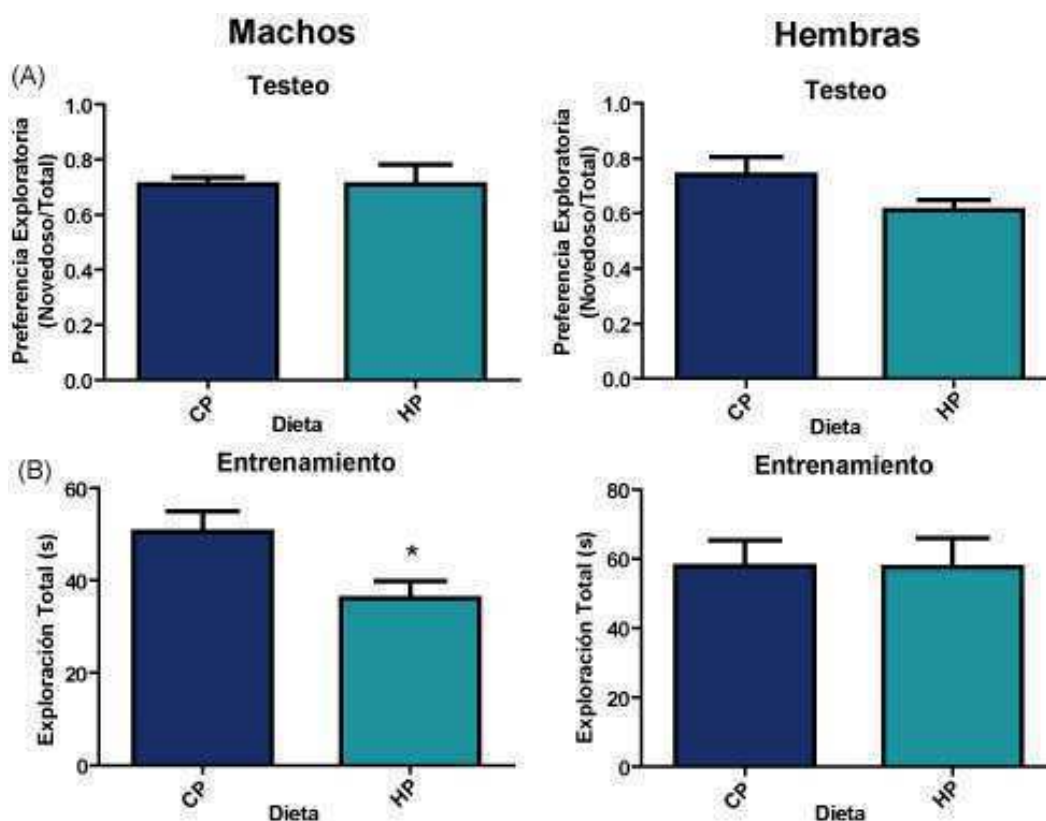 Machos
Hembras
(A)
Testeo
Preferencia Exploratoria
(Novedoso/Total)
1.0
0.8
0.6
0.4
0.2
0.0
CP
HP
Dieta
Testeo
Preferencia Exploratoria
(Novedoso/Total)
1.0
0.8
0.6
0.4
0.2
0.0
CP
HP
Dieta
(B)
Entrenamiento
Exploración Total (s)
60
40
20
0
*
CP
HP
Dieta
Entrenamiento
Exploración Total (s)
80
60
40
20
0
CP
HP
Dieta